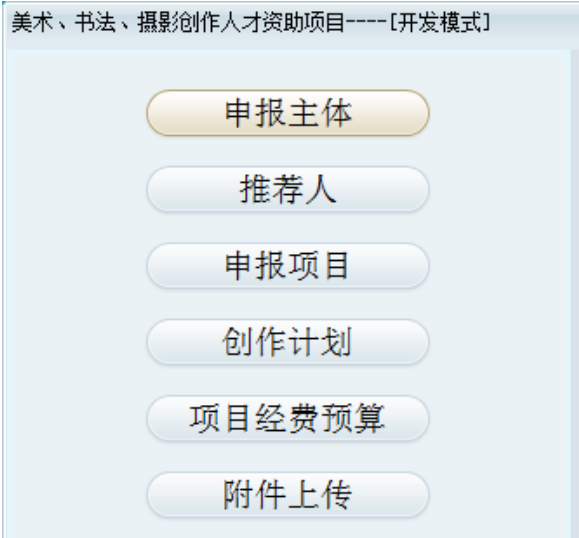 美术、书法、摄影创作人才资助项目----[开发模式]
申报主体
推荐人
申报项目
创作计划
项目经费预算
附件上传